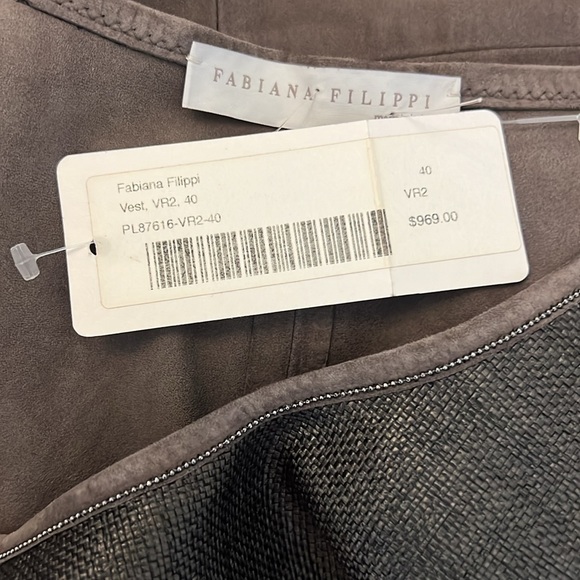 FABIANA FILIPPI
Fabiana Filippi
Vest, VR2, 40
PL87616-VR2-40
40
VR2
$969.00